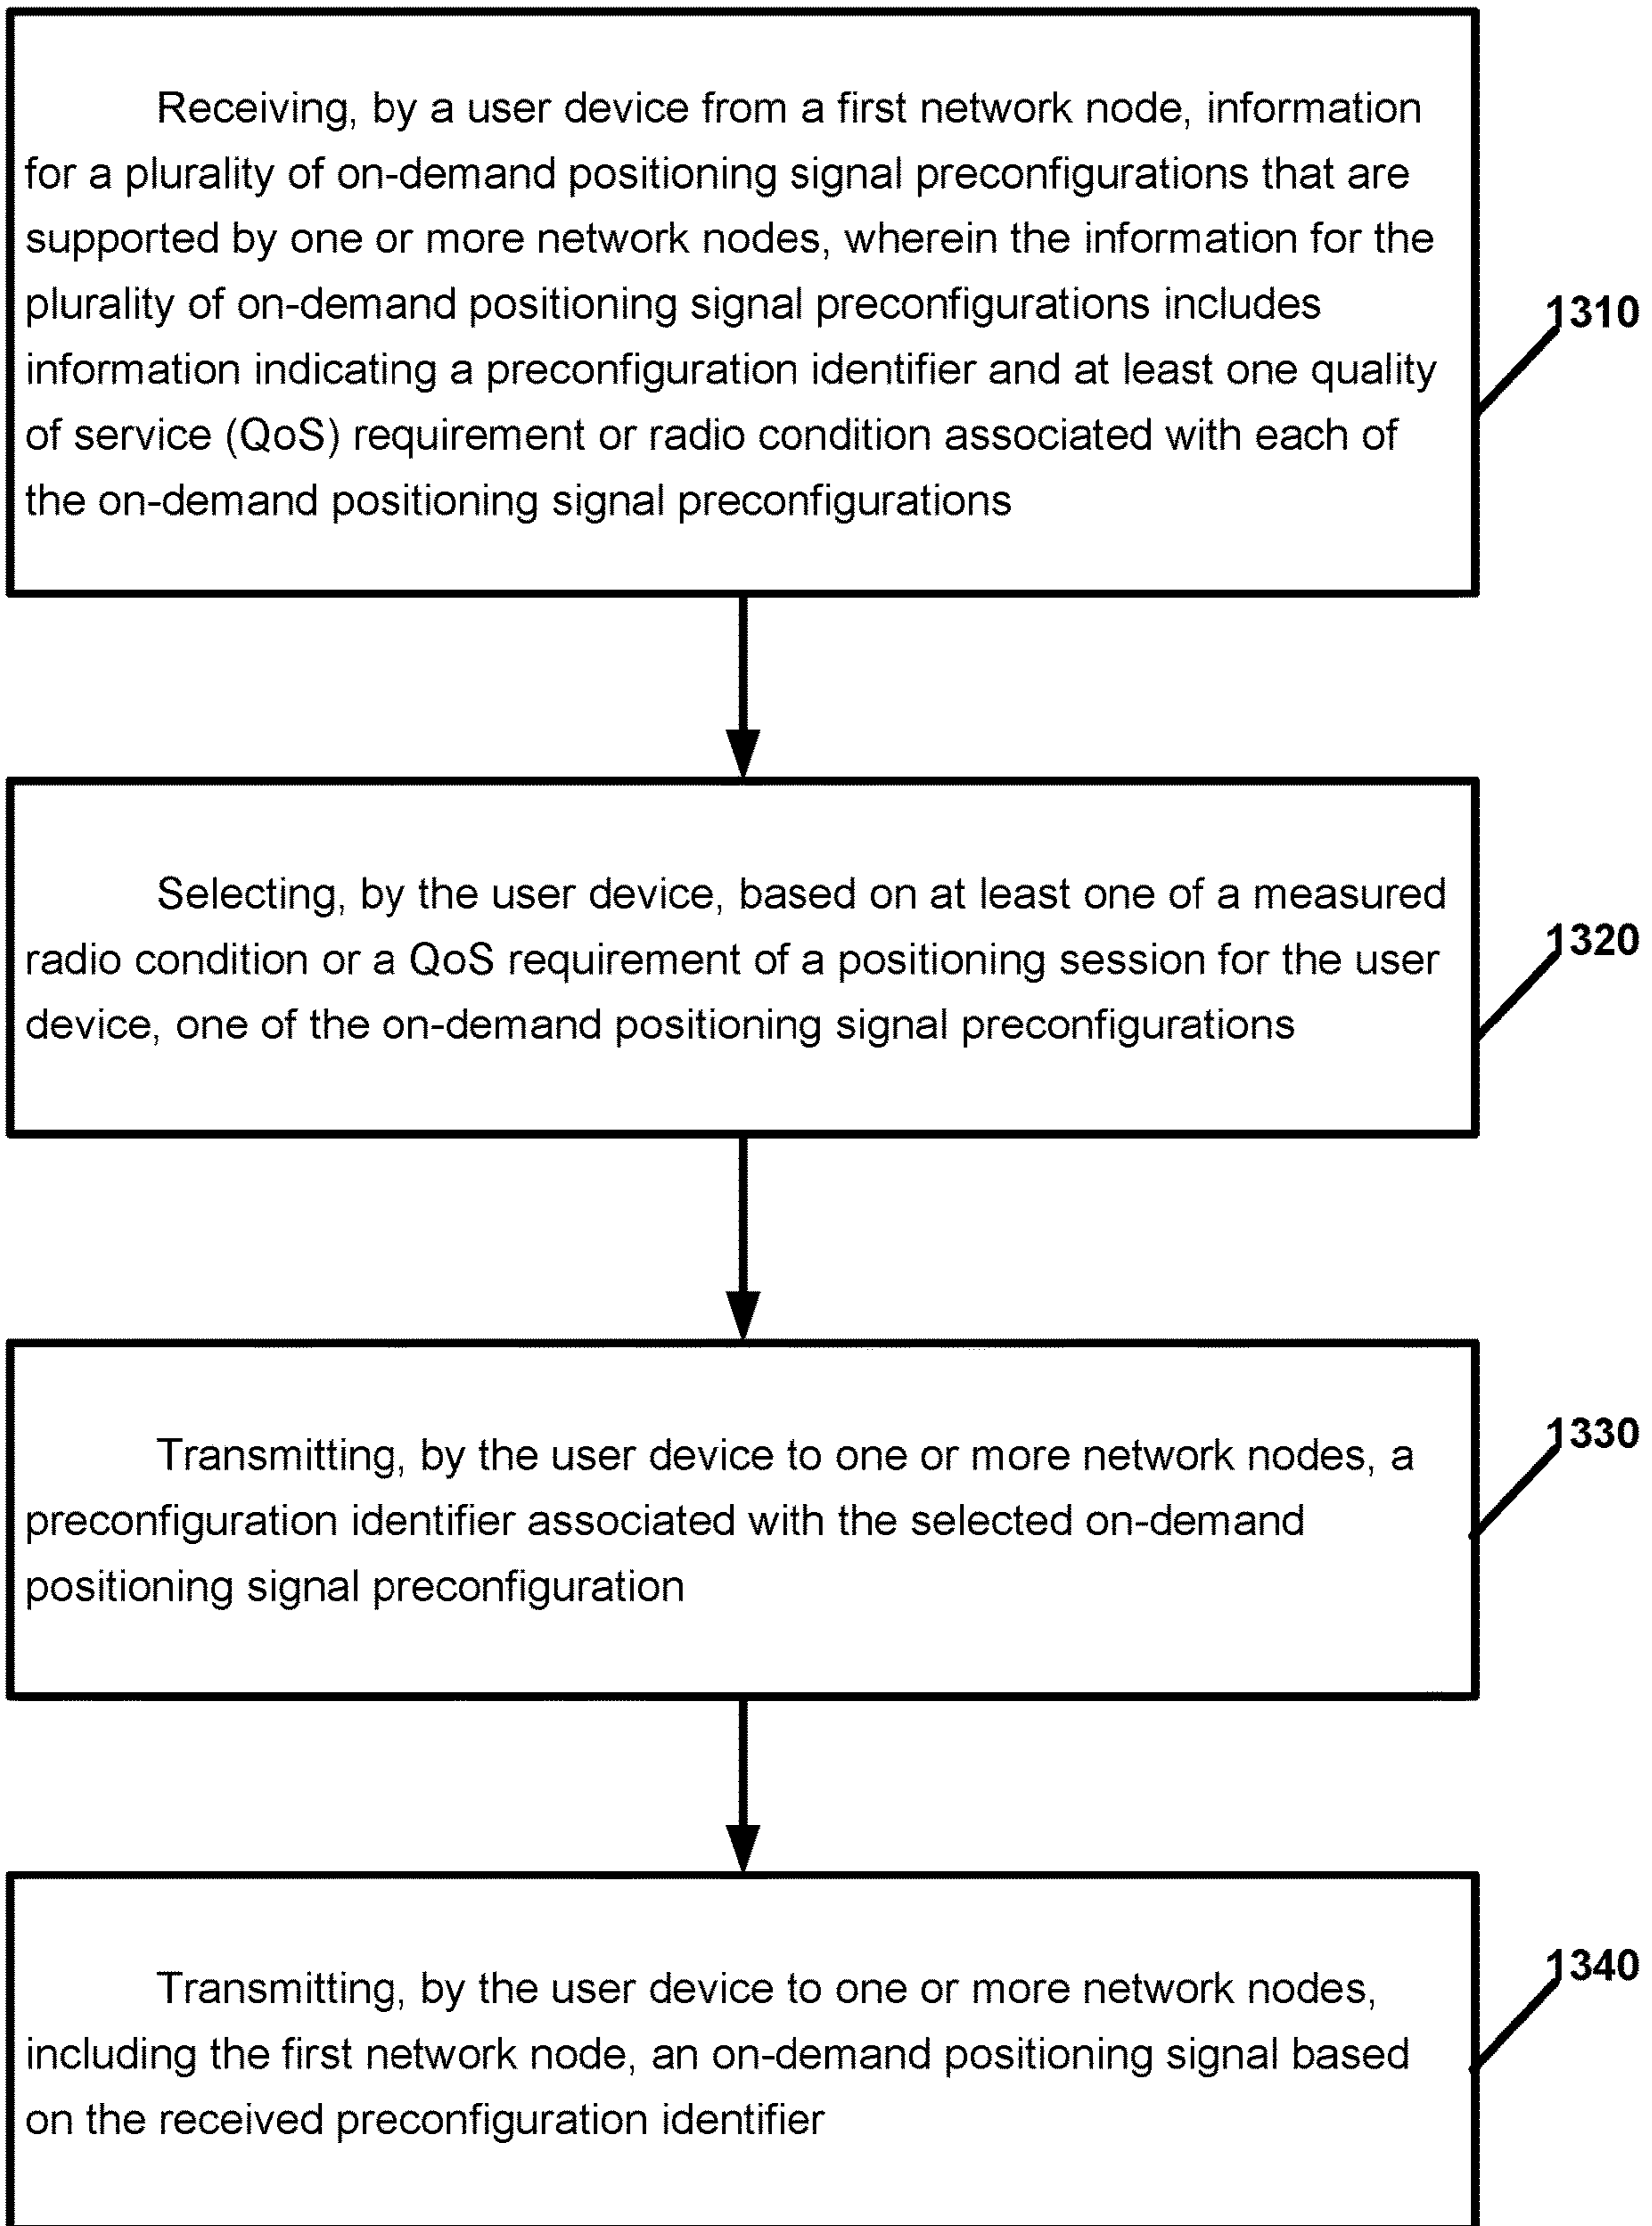 Receiving, by a user device from a first network node, information
for a plurality of on-demand positioning signal preconfigurations that are
supported by one or more network nodes, wherein the information for the
plurality of on-demand positioning signal preconfigurations includes
information indicating a preconfiguration identifier and at least one quality
of service (QoS) requirement or radio condition associated with each of
the on-demand positioning signal preconfigurations
1310
Selecting, by the user device, based on at least one of a measured
radio condition or a QoS requirement of a positioning session for the user
device, one of the on-demand positioning signal preconfigurations
1320
Transmitting, by the user device to one or more network nodes, a
preconfiguration identifier associated with the selected on-demand
positioning signal preconfiguration
1330
Transmitting, by the user device to one or more network nodes,
including the first network node, an on-demand positioning signal based
on the received preconfiguration identifier
1340